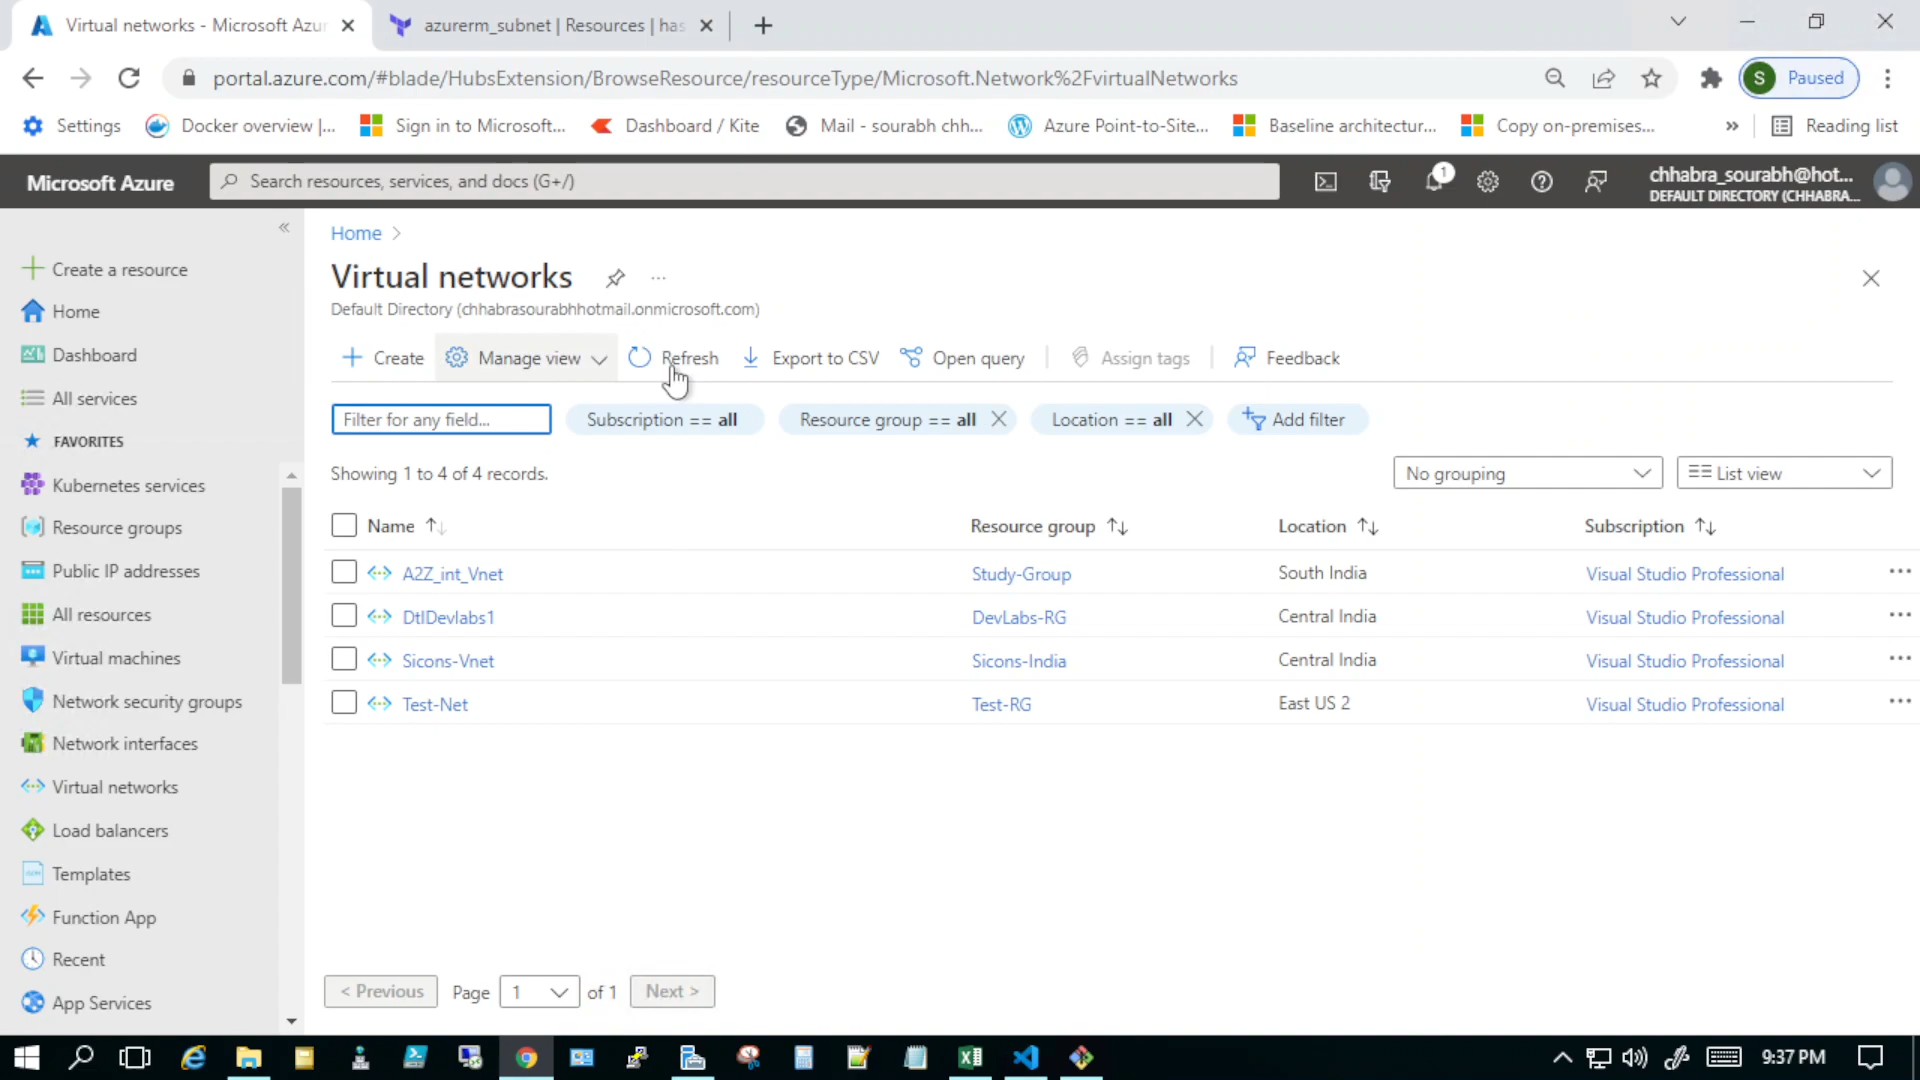 Virtual networks - Microsoft Azur
azurerm_subnet | Resources | has
portal.azure.com/#blade/HubsExtension/BrowseResource/resourceType/Microsoft.Network%2FvirtualNetworks
S Paused
Settings
Docker overview |...
Sign in to Microsoft...
Dashboard / Kite
Mail - sourabh chh...
Azure Point-to-Site...
Baseline architectur...
Copy on-premises...
»
Reading list
Microsoft Azure
Search resources, services, and docs (G+/)
1
chhabra_sourabh@hot...
DEFAULT DIRECTORY (CHHABRA...
Create a resource
Home
Dashboard
All services
FAVORITES
Kubernetes services
Resource groups
Public IP addresses
All resources
Virtual machines
Network security groups
Network interfaces
Virtual networks
Load balancers
Templates
Function App
Recent
App Services
Home >
Virtual networks ...
Default Directory (chhabrasourabhhotmail.onmicrosoft.com)
Create
Manage view
Refresh
Export to CSV
Open query
Assign tags
Feedback
Filter for any field...
Subscription == all
Resource group == all
Location == all
Add filter
Showing 1 to 4 of 4 records.
No grouping
List view
Name Resource group Location Subscription
A2Z_int_Vnet Study-Group South India Visual Studio Professional ...
DtlDevlabs1 DevLabs-RG Central India Visual Studio Professional ...
Sicons-Vnet Sicons-India Central India Visual Studio Professional ...
Test-Net Test-RG East US 2 Visual Studio Professional ...
< Previous Page 1 of 1 Next >
9:37 PM